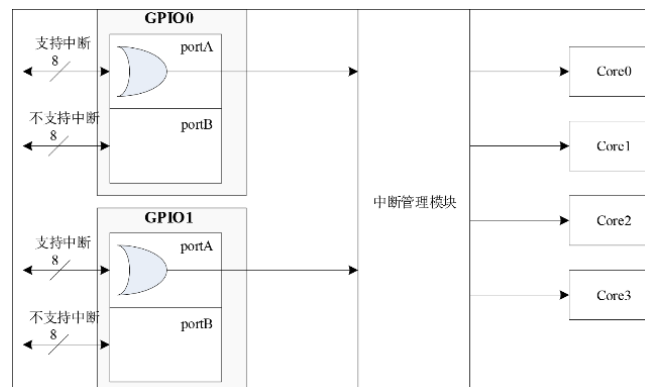 GPIO0
支持中断
8
portA
不支持中断
8
portB
GPIO1
支持中断
8
portA
不支持中断
8
portB
中断管理模块
Core0
Core1
Core2
Core3